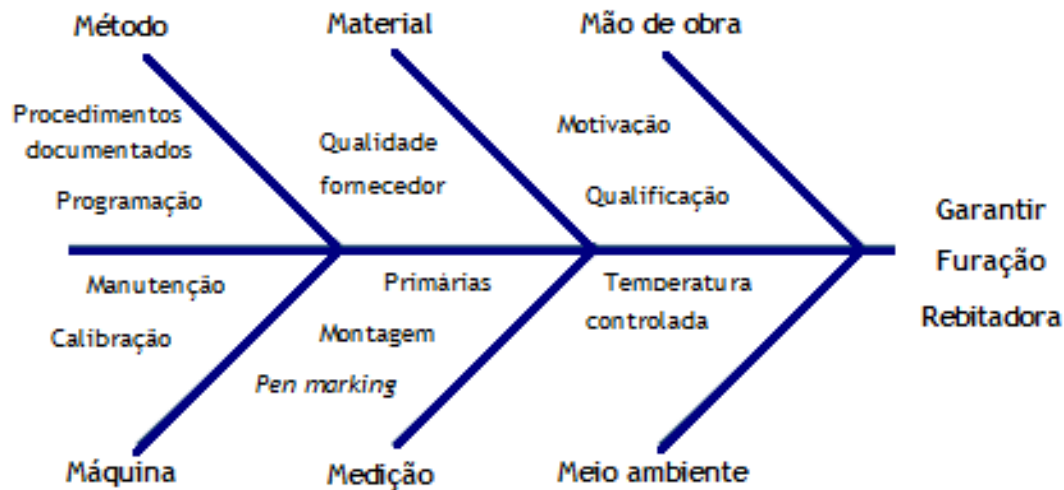 Método
Material
Mão de obra
Procedimentos
documentados
Programação
Qualidade
fornecedor
Motivação
Qualificação
Garantir
Furação
Rebitadora
Manutenção
Calibração
Primárias
Montagem
Pen marking
Temperatura
controlada
Máquina
Medição
Meio ambiente